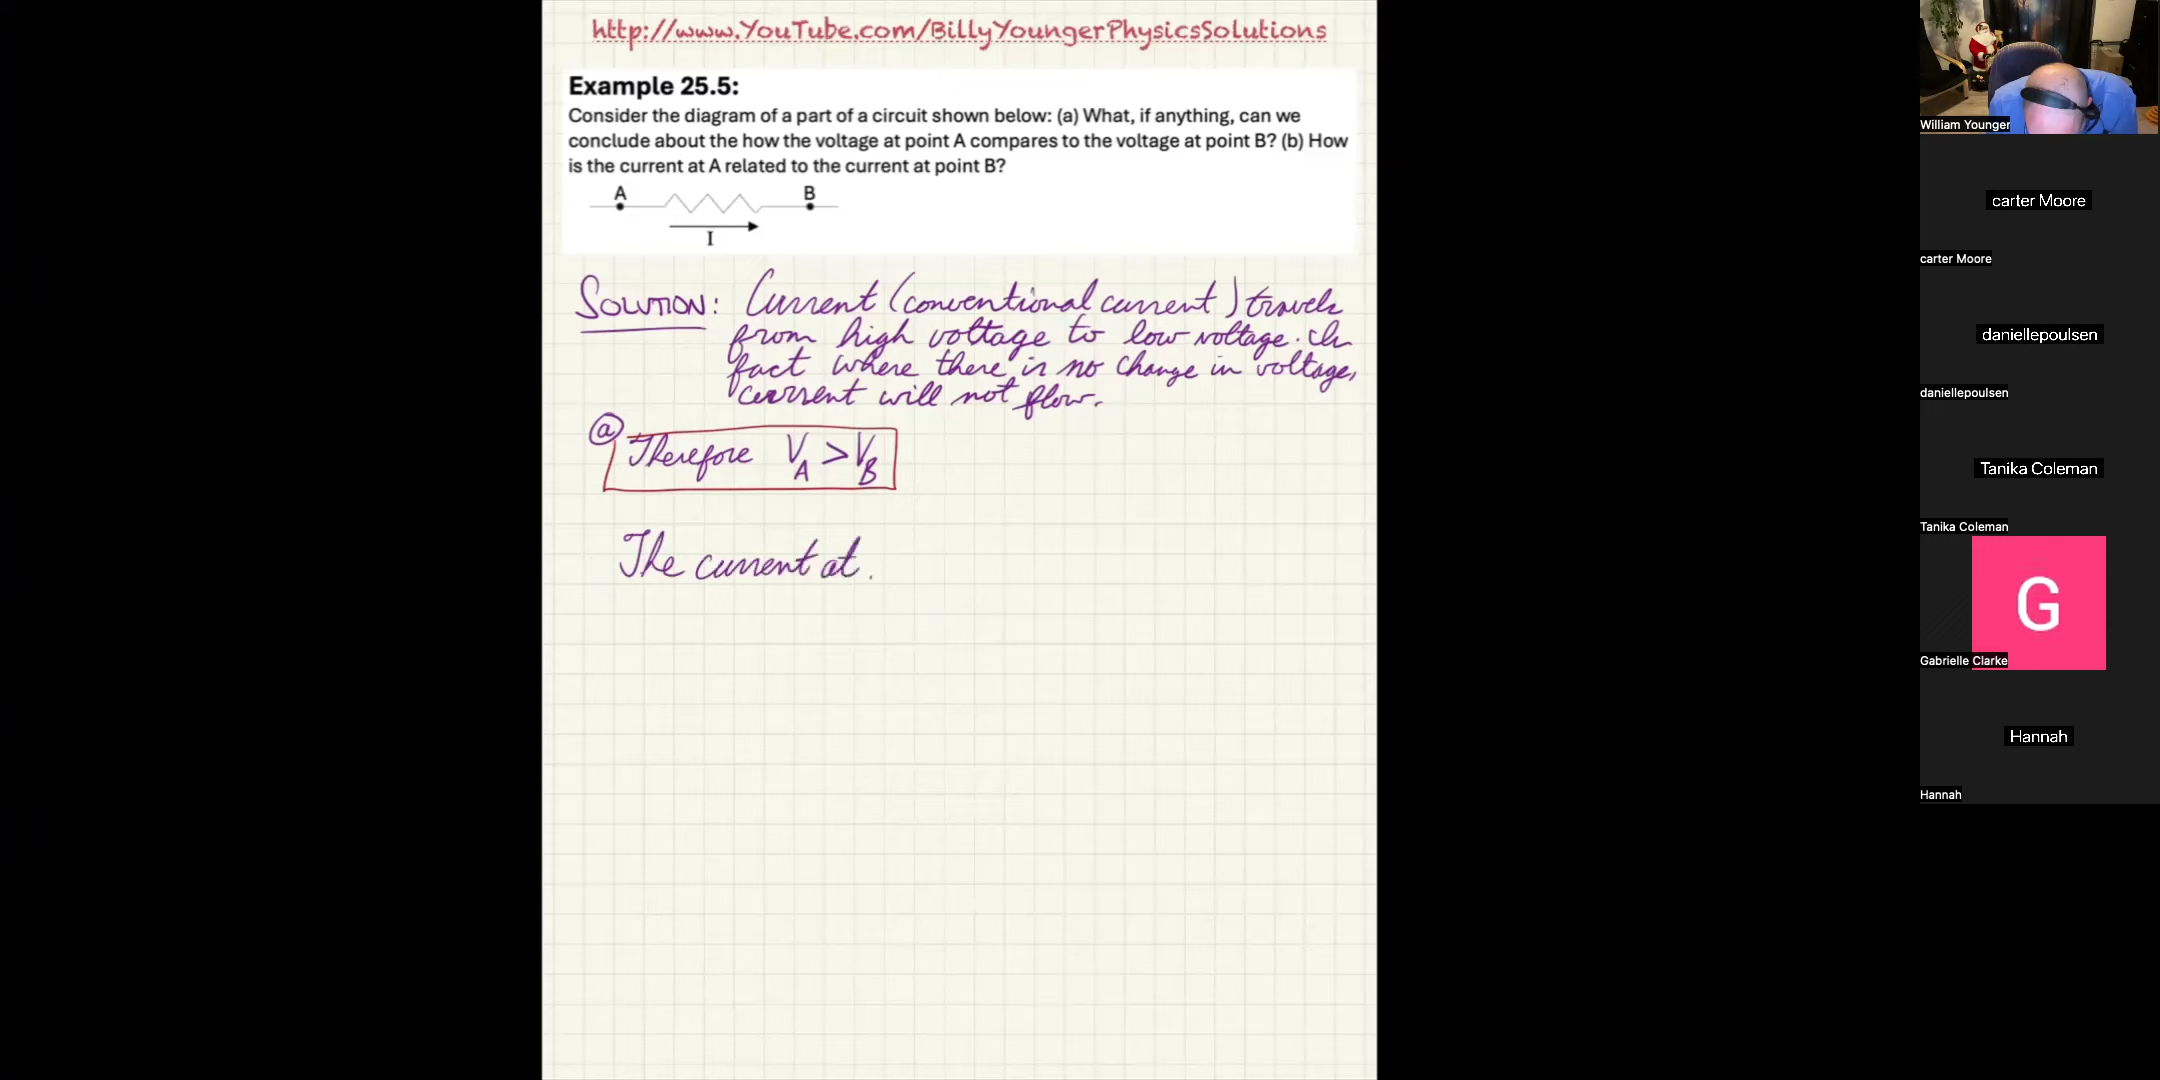 http://www.YouTube.com/BillyYoungerPhysicsSolutions
Example 25.5:
Consider the diagram of a part of a circuit shown below: (a) What, if anything, can we
conclude about the how the voltage at point A compares to the voltage at point B? (b) How
is the current at A related to the current at point B?
A B
I
SOLUTION: Current (conventional current) travels
from high voltage to low voltage. In
fact where there is no change in voltage,
current will not flow.
(a) Therefore V_A > V_B
The current at
William Younger
carter Moore
carter Moore
daniellepoulsen
daniellepoulsen
Tanika Coleman
Tanika Coleman
G
Gabrielle Clarke
Hannah
Hannah